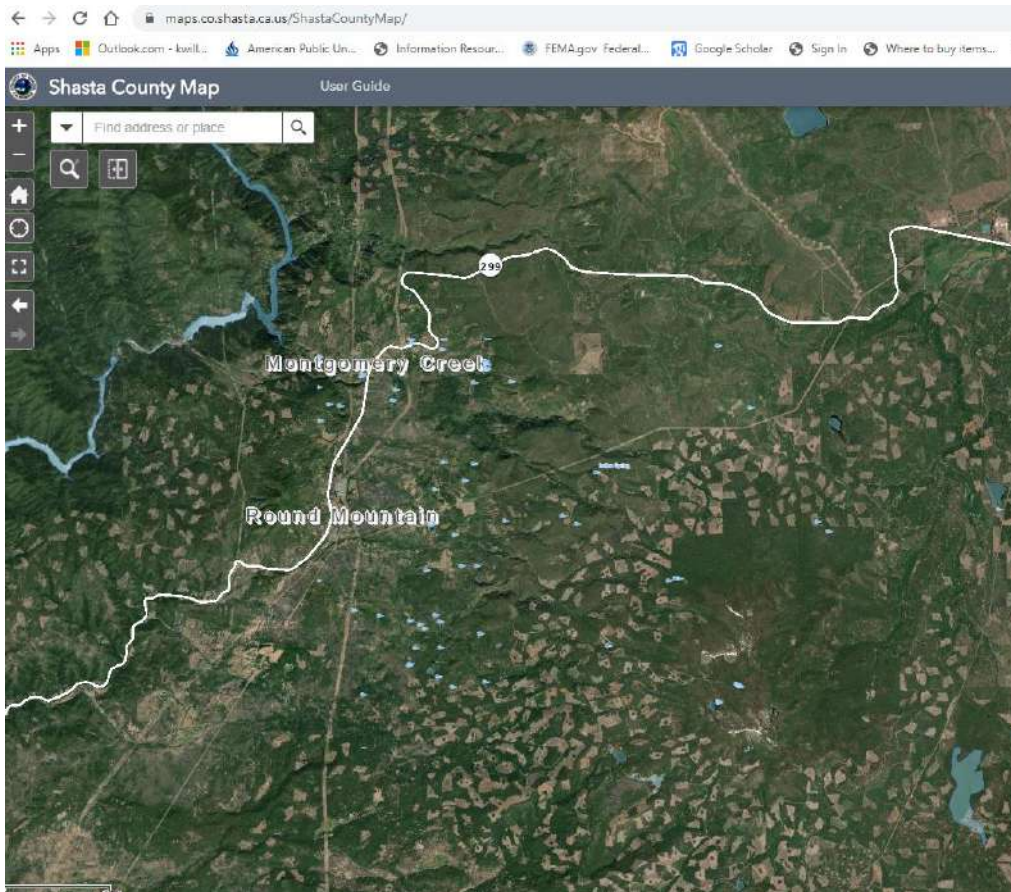 maps.co.shasta.ca.us/ShastaCountyMap/
Apps Outlook.com - kwill... American Public Un... Information Resour... FEMA.gov Federal... Google Scholar Sign In Where to buy items...
Shasta County Map User Guide
+ Find address or place
299
Montgomery Creek
Round Mountain